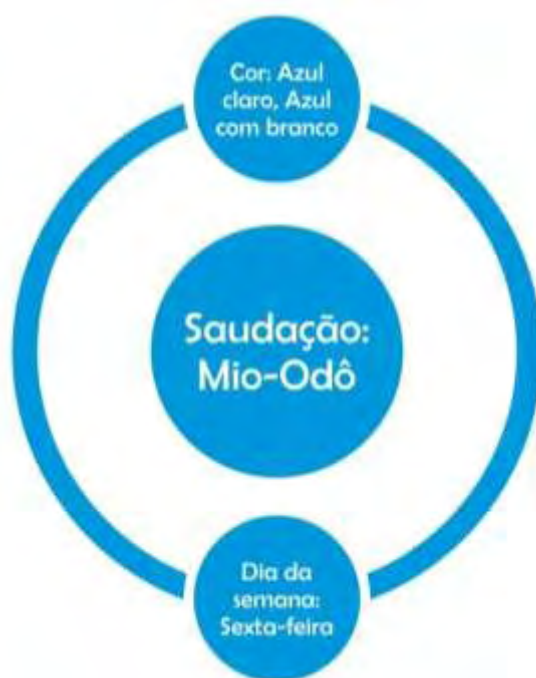 Cor: Azul
claro, Azul
com branco
Saudação:
Mio-Odô
Dia da
semana:
Sexta-feira